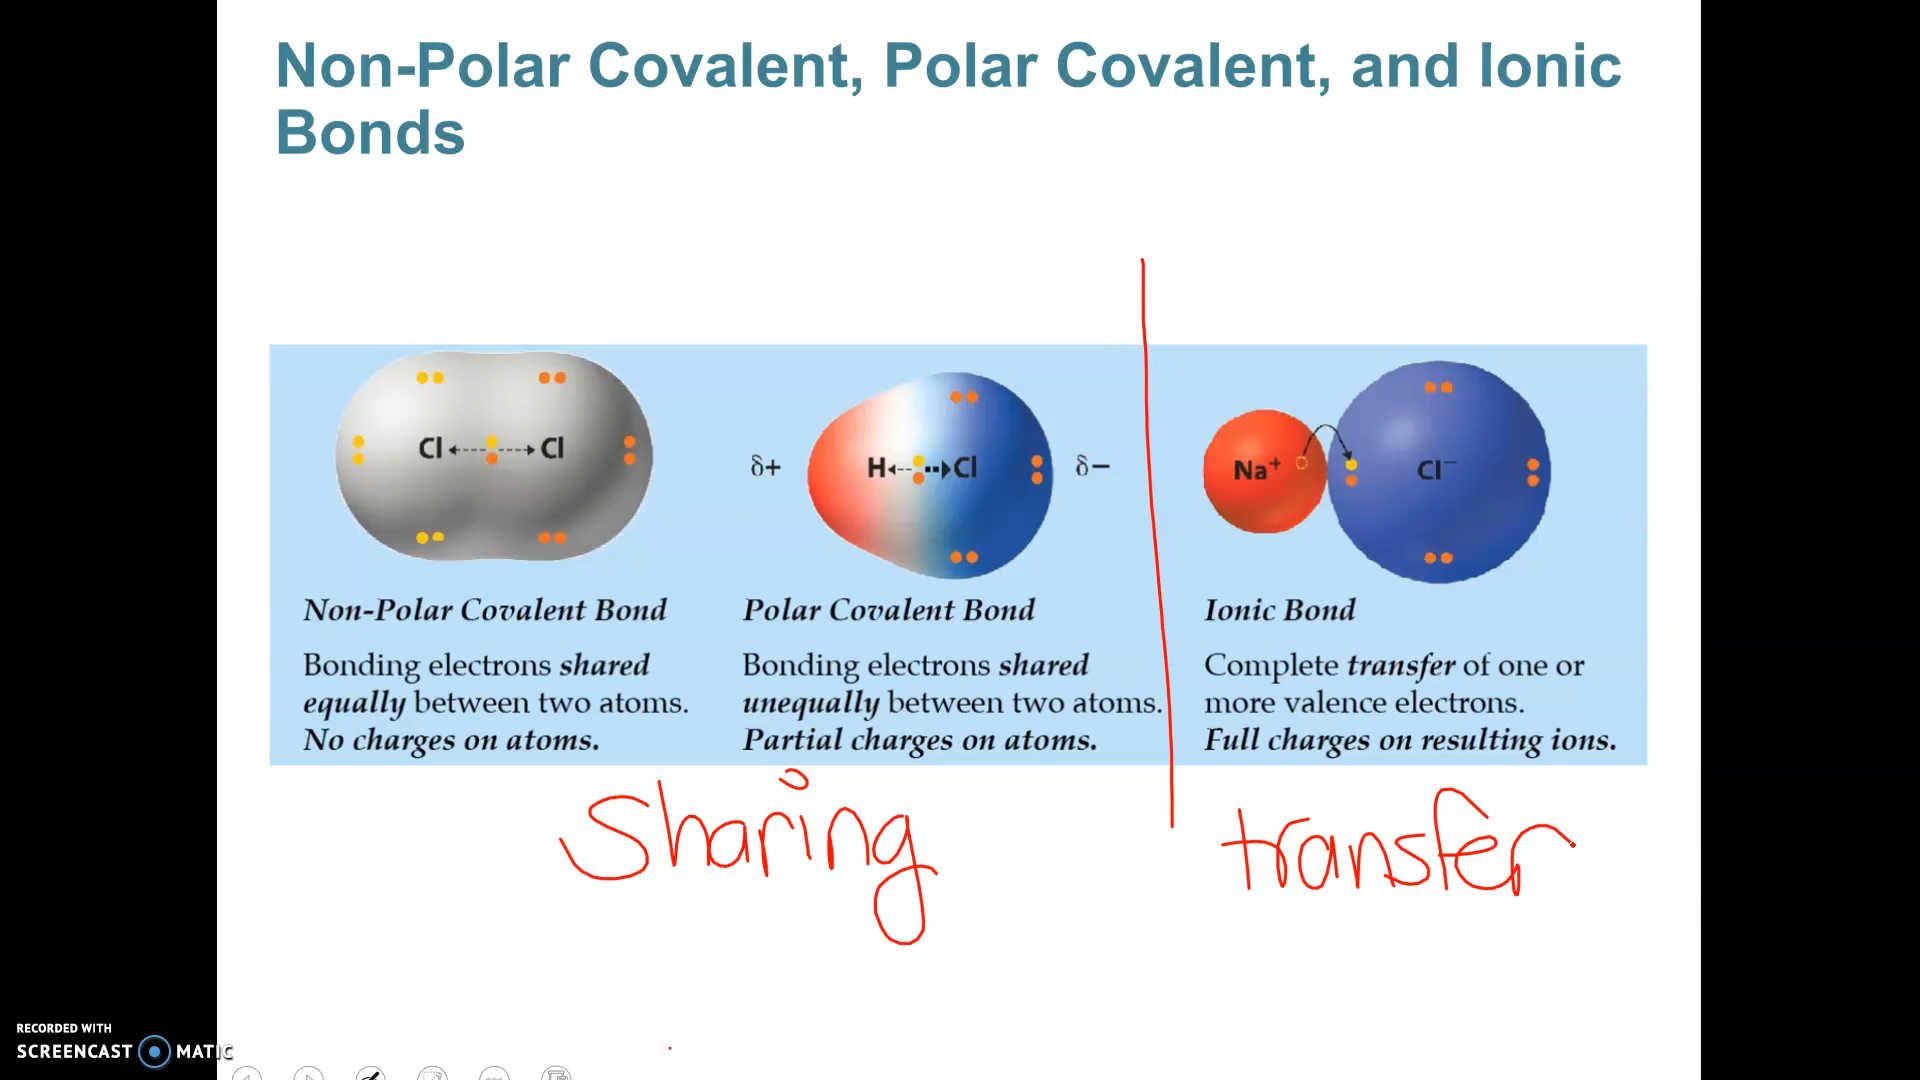 Non-Polar Covalent, Polar Covalent, and Ionic
Bonds
Cl Cl
δ+ H Cl δ−
Na⁺ Cl⁻
Non-Polar Covalent Bond
Bonding electrons shared
equally between two atoms.
No charges on atoms.
Polar Covalent Bond
Bonding electrons shared
unequally between two atoms.
Partial charges on atoms.
Ionic Bond
Complete transfer of one or
more valence electrons.
Full charges on resulting ions.
Sharing
transfer
RECORDED WITH
SCREENCAST MATIC